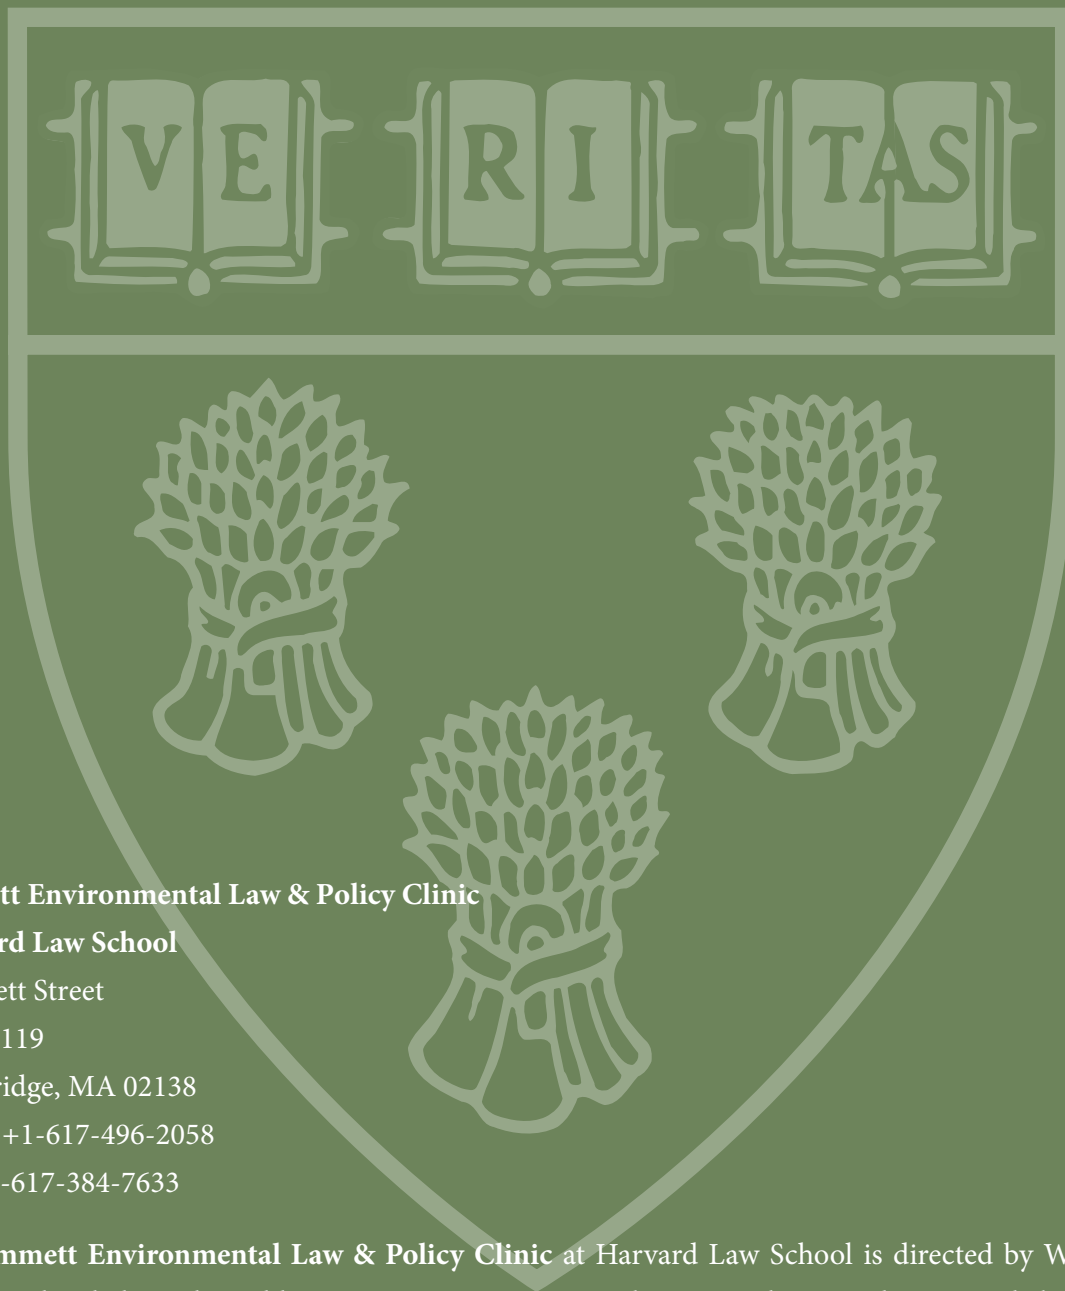 VE RI TAS
tt Environmental Law & Policy Clinic
rd Law School
ett Street
119
ridge, MA 02138
+1-617-496-2058
-617-384-7633
mmett Environmental Law & Policy Clinic at Harvard Law School is directed by W